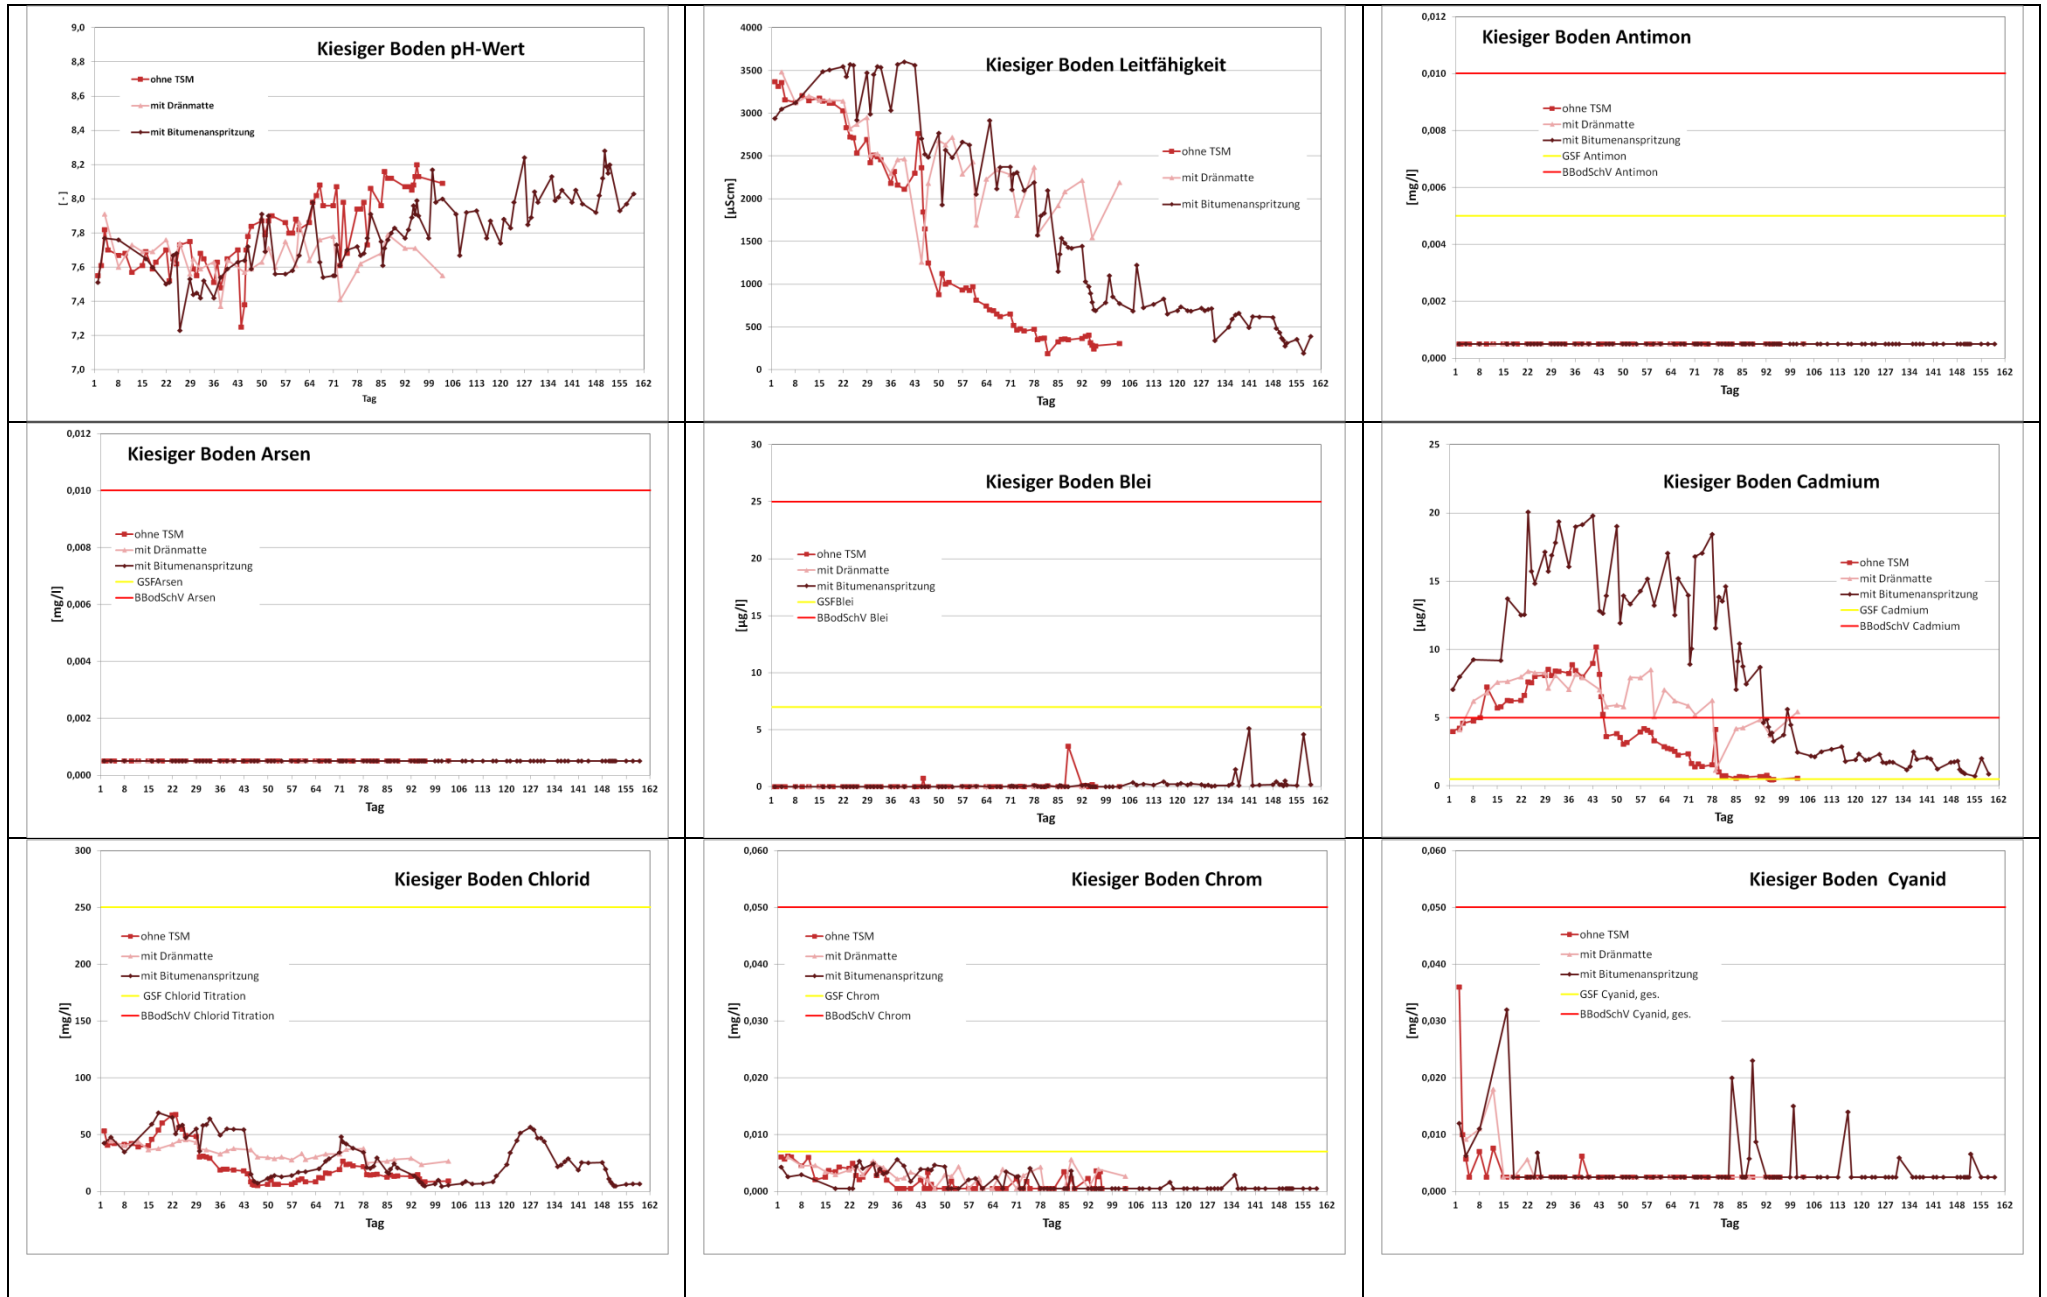 Kiesiger Boden pH-Wert
9,0
8,8
8,6
8,4
8,2
8,0
7,8
7,6
7,4
7,2
7,0
[ - ]
ohne TSM
mit Dränmatte
mit Bitumenanspritzung
1 8 15 22 29 36 43 50 57 64 71 78 85 92 99 106 113 120 127 134 141 148 155 162
Tag
Kiesiger Boden Leitfähigkeit
4000
3500
3000
2500
2000
1500
1000
500
0
[µScm]
ohne TSM
mit Dränmatte
mit Bitumenanspritzung
1 8 15 22 29 36 43 50 57 64 71 78 85 92 99 106 113 120 127 134 141 148 155 162
Tag
Kiesiger Boden Antimon
0,012
0,010
0,008
0,006
0,004
0,002
0,000
[mg/l]
ohne TSM
mit Dränmatte
mit Bitumenanspritzung
GSF Antimon
BBodSchV Antimon
1 8 15 22 29 36 43 50 57 64 71 78 85 92 99 106 113 120 127 134 141 148 155 162
Tag
Kiesiger Boden Arsen
0,012
0,010
0,008
0,006
0,004
0,002
0,000
[mg/l]
ohne TSM
mit Dränmatte
mit Bitumenanspritzung
GSFArsen
BBodSchV Arsen
1 8 15 22 29 36 43 50 57 64 71 78 85 92 99 106 113 120 127 134 141 148 155 162
Tag
Kiesiger Boden Blei
30
25
20
15
10
5
0
[µg/l]
ohne TSM
mit Dränmatte
mit Bitumenanspritzung
GSFBlei
BBodSchV Blei
1 8 15 22 29 36 43 50 57 64 71 78 85 92 99 106 113 120 127 134 141 148 155 162
Tag
Kiesiger Boden Cadmium
25
20
15
10
5
0
[µg/l]
ohne TSM
mit Dränmatte
mit Bitumenanspritzung
GSF Cadmium
BBodSchV Cadmium
1 8 15 22 29 36 43 50 57 64 71 78 85 92 99 106 113 120 127 134 141 148 155 162
Tag
Kiesiger Boden Chlorid
300
250
200
150
100
50
0
[mg/l]
ohne TSM
mit Dränmatte
mit Bitumenanspritzung
GSF Chlorid Titration
BBodSchV Chlorid Titration
1 8 15 22 29 36 43 50 57 64 71 78 85 92 99 106 113 120 127 134 141 148 155 162
Tag
Kiesiger Boden Chrom
0,060
0,050
0,040
0,030
0,020
0,010
0,000
[mg/l]
ohne TSM
mit Dränmatte
mit Bitumenanspritzung
GSF Chrom
BBodSchV Chrom
1 8 15 22 29 36 43 50 57 64 71 78 85 92 99 106 113 120 127 134 141 148 155 162
Tag
Kiesiger Boden Cyanid
0,060
0,050
0,040
0,030
0,020
0,010
0,000
[mg/l]
ohne TSM
mit Dränmatte
mit Bitumenanspritzung
GSF Cyanid, ges.
BBodSchV Cyanid, ges.
1 8 15 22 29 36 43 50 57 64 71 78 85 92 99 106 113 120 127 134 141 148 155 162
Tag